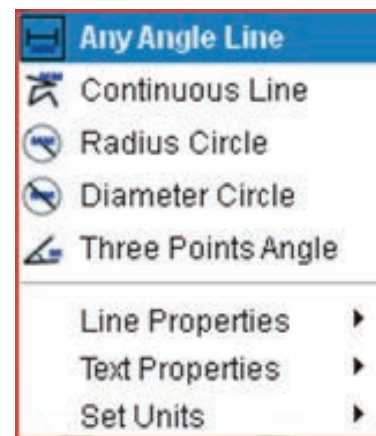 Any Angle Line
Continuous Line
Radius Circle
Diameter Circle
Three Points Angle
Line Properties
Text Properties
Set Units